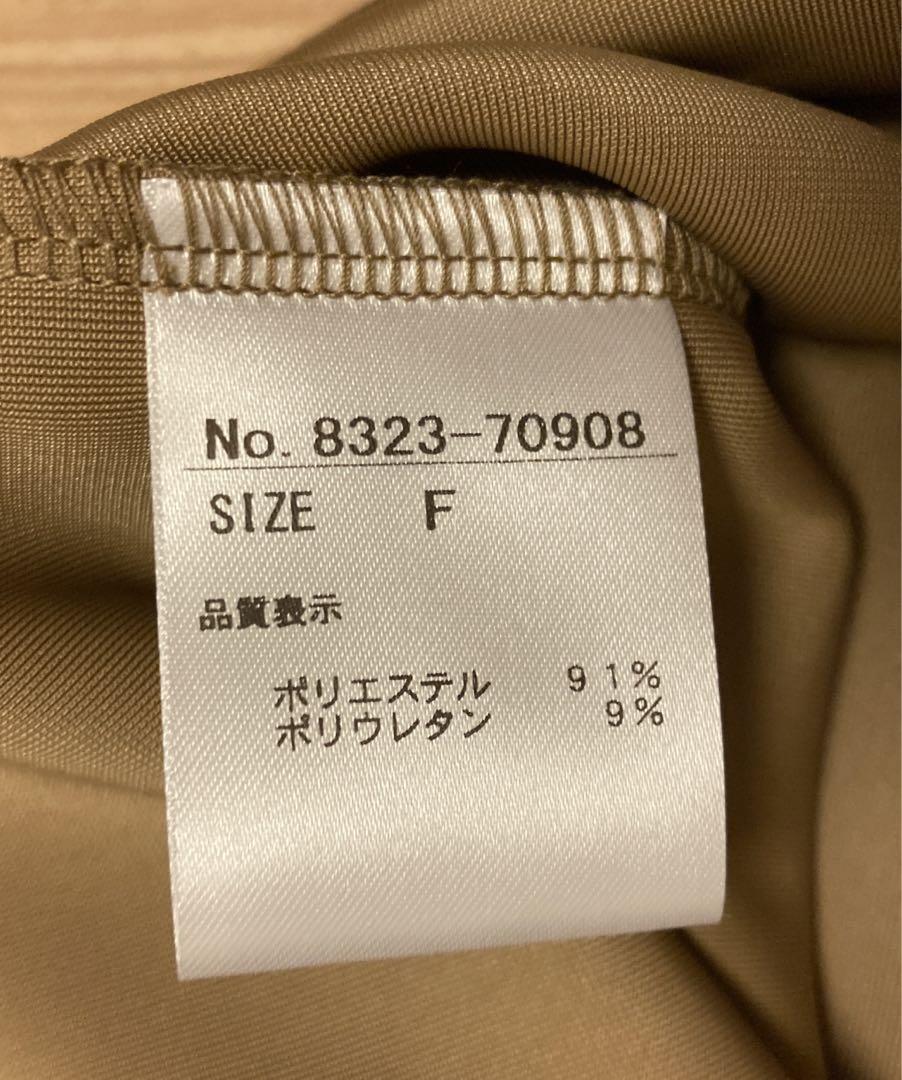 No. 8323-70908
SIZE F
品質表示
ポリエステル 91%
ポリウレタン 9%